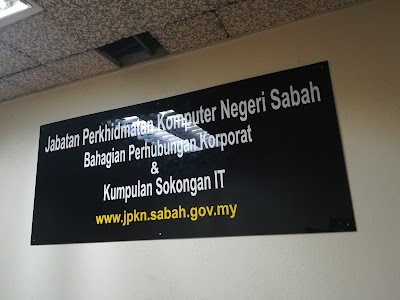 Jabatan Perkhidmatan Komputer Negeri Sabah
Bahagian Perhubungan Korporat
&
Kumpulan Sokongan IT
www.jpkn.sabah.gov.my